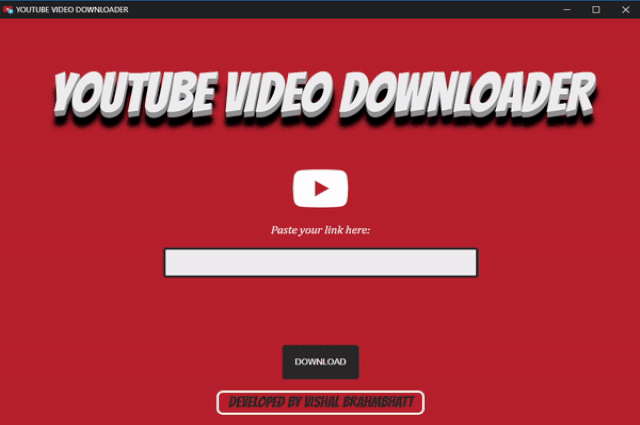 YOUTUBE VIDEO DOWNLOADER
YOUTUBE VIDEO DOWNLOADER
Paste your link here:
DOWNLOAD
DEVELOPED BY VISHAL BRAHMBHATT